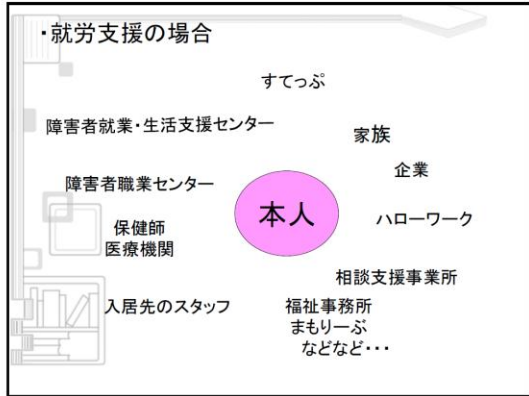 ・就労支援の場合
すてっぷ
障害者就業・生活支援センター
家族
企業
障害者職業センター
本人
ハローワーク
保健師
医療機関
相談支援事業所
入居先のスタッフ
福祉事務所
まもりーぶ
などなど・・・